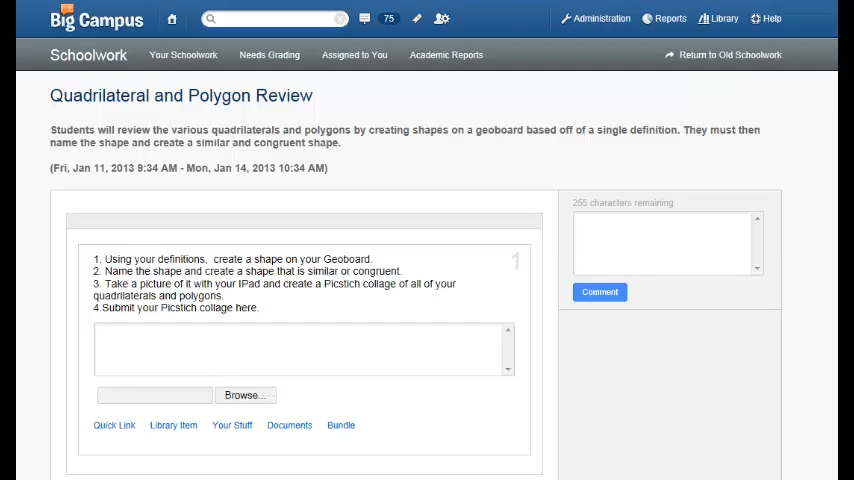 Big Campus
75
Administration
Reports
Library
Help
Schoolwork
Your Schoolwork
Needs Grading
Assigned to You
Academic Reports
Return to Old Schoolwork
Quadrilateral and Polygon Review
Students will review the various quadrilaterals and polygons by creating shapes on a geoboard based off of a single definition. They must then
name the shape and create a similar and congruent shape.
(Fri, Jan 11, 2013 9:34 AM - Mon, Jan 14, 2013 10:34 AM)
255 characters remaining
Comment
1
1. Using your definitions, create a shape on your Geoboard.
2. Name the shape and create a shape that is similar or congruent.
3. Take a picture of it with your IPad and create a Picstich collage of all of your
quadrilaterals and polygons.
4.Submit your Picstich collage here.
Browse...
Quick Link
Library Item
Your Stuff
Documents
Bundle